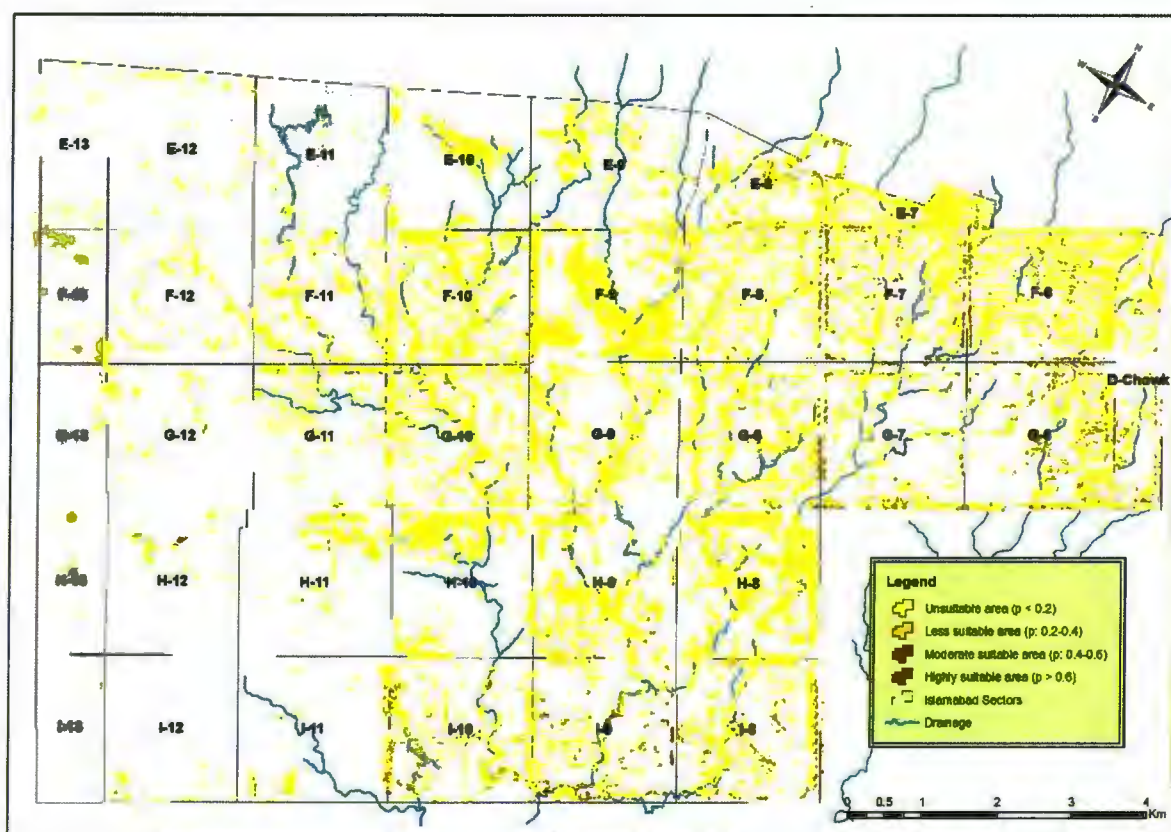 N
W
E
S
E-13 E-12 E-11 E-10 E-9 E-8 E-7
F-12 F-11 F-10 F-9 F-8 F-7 F-6
D-Chowk
G-12 G-11 G-10 G-9 G-8 G-7 G-6
H-12 H-11 H-10 H-9 H-8
I-12 I-11 I-10 I-9 I-8
Legend
Unsuitable area (p < 0.2)
Less suitable area (p: 0.2-0.4)
Moderate suitable area (p: 0.4-0.6)
Highly suitable area (p > 0.6)
Islamabad Sectors
Drainage
0 0.5 1 2 3 4
Km